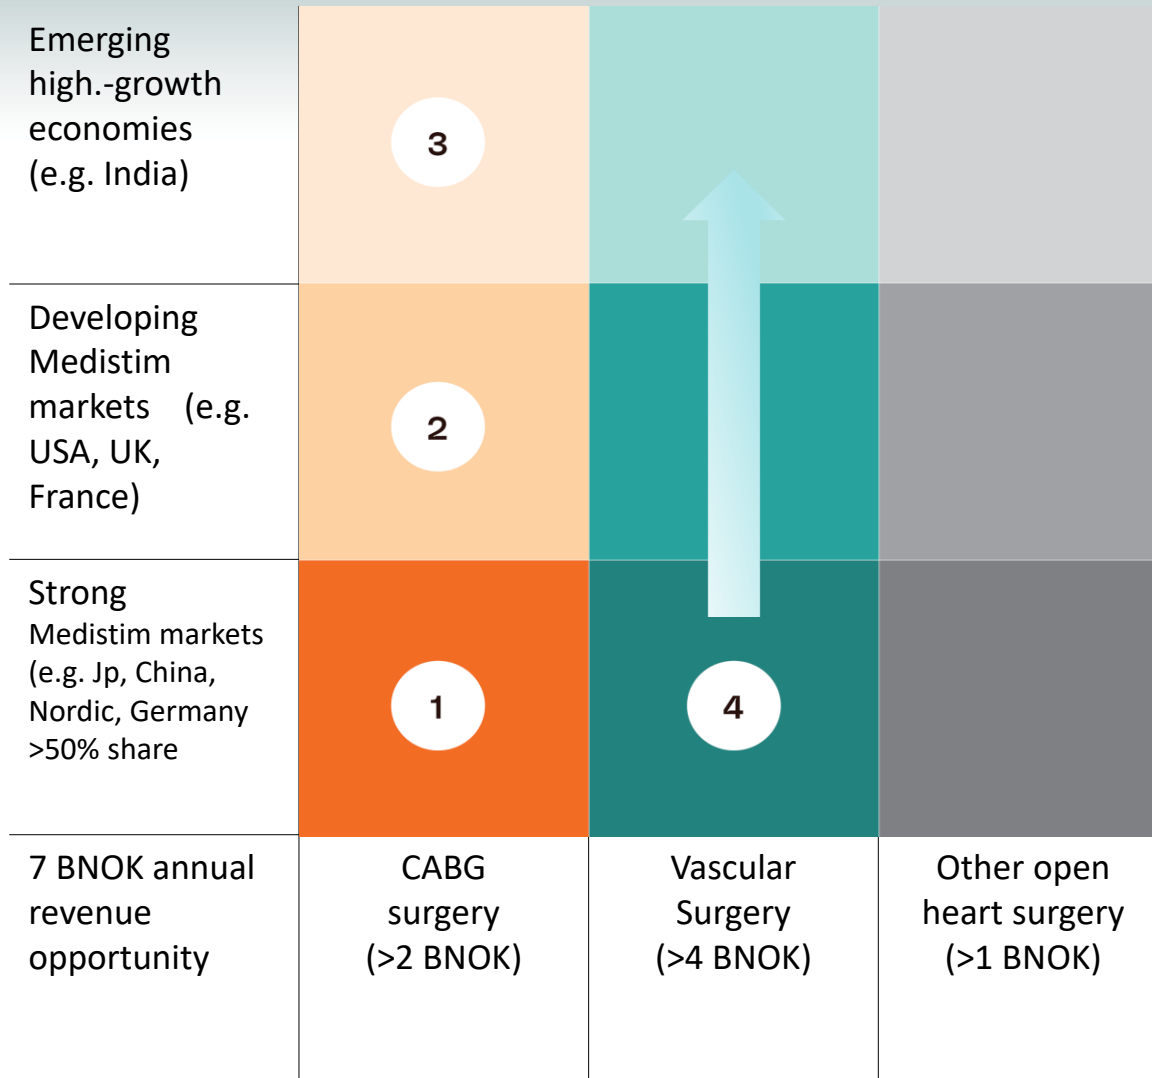 Emerging
high.-growth
economies
(e.g. India)
3
Developing
Medistim
markets (e.g.
USA, UK,
France)
2
Strong
Medistim markets
(e.g. Jp, China,
Nordic, Germany
>50% share
1
4
7 BNOK annual
revenue
opportunity
CABG
surgery
(>2 BNOK)
Vascular
Surgery
(>4 BNOK)
Other open
heart surgery
(>1 BNOK)